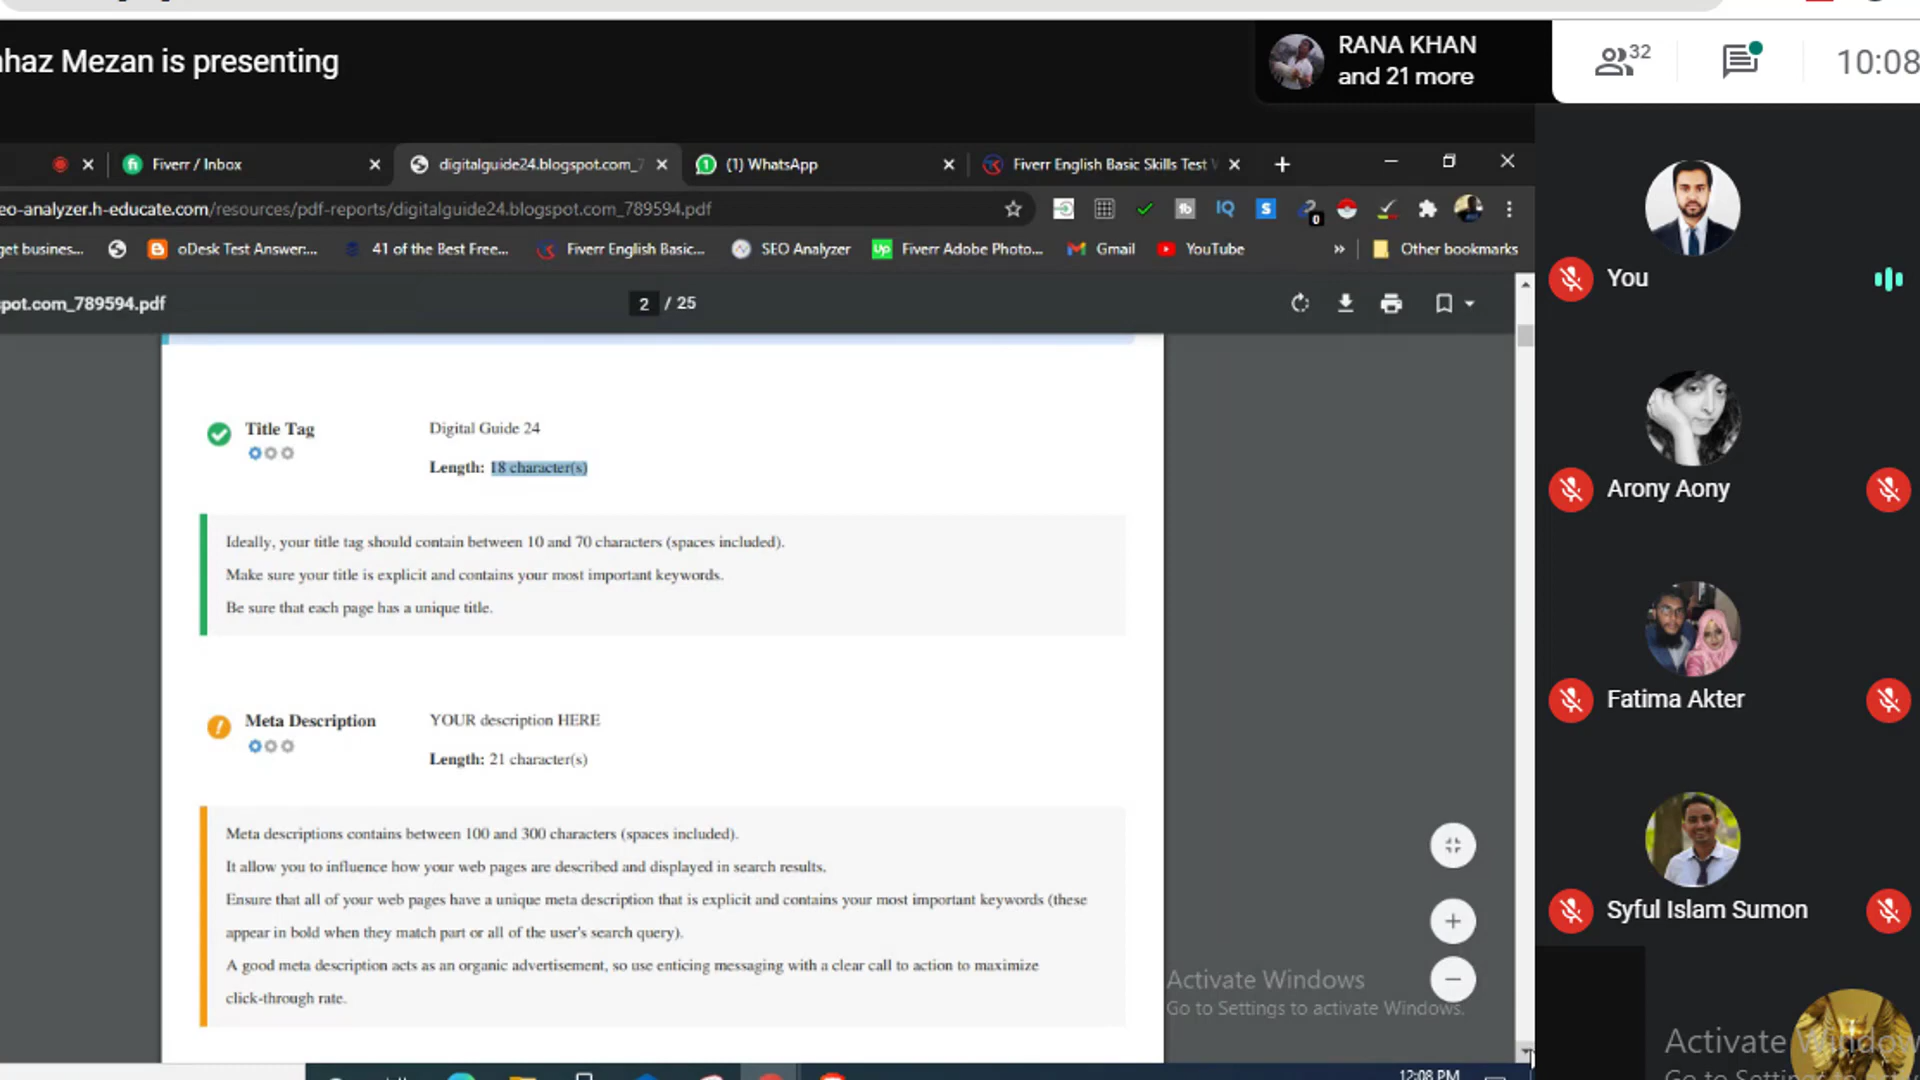 haz Mezan is presenting
RANA KHAN
and 21 more
32
10:08
Fiverr / Inbox
digitalguide24.blogspot.com_7
(1) WhatsApp
Fiverr English Basic Skills Test
eo-analyzer.h-educate.com/resources/pdf-reports/digitalguide24.blogspot.com_789594.pdf
get busines...
oDesk Test Answer:...
41 of the Best Free...
Fiverr English Basic...
SEO Analyzer
Fiverr Adobe Photo...
Gmail
YouTube
Other bookmarks
spot.com_789594.pdf
2 / 25
Title Tag
Digital Guide 24
Length: 18 character(s)
Ideally, your title tag should contain between 10 and 70 characters (spaces included).
Make sure your title is explicit and contains your most important keywords.
Be sure that each page has a unique title.
Meta Description
YOUR description HERE
Length: 21 character(s)
Meta descriptions contains between 100 and 300 characters (spaces included).
It allow you to influence how your web pages are described and displayed in search results.
Ensure that all of your web pages have a unique meta description that is explicit and contains your most important keywords (these
appear in bold when they match part or all of the user's search query).
A good meta description acts as an organic advertisement, so use enticing messaging with a clear call to action to maximize
click-through rate.
Activate Windows
Go to Settings to activate Windows.
12:08 PM
You
Arony Aony
Fatima Akter
Syful Islam Sumon
Activate Windows
Go to Settings